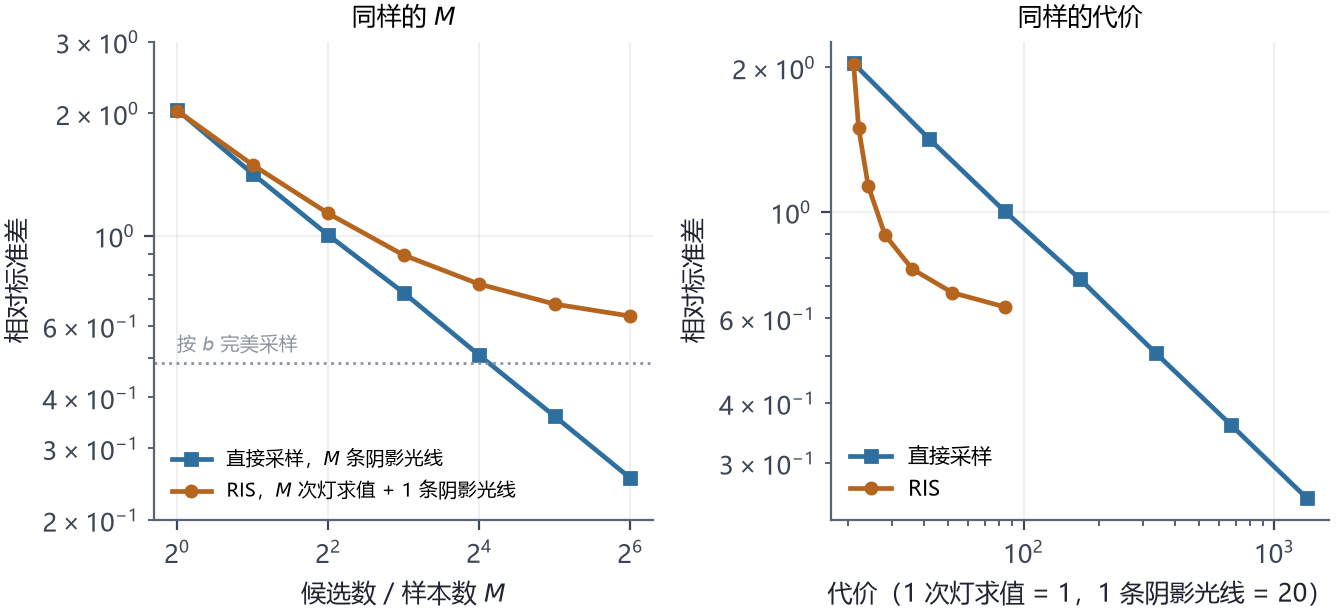 同样的 M
3 × 10⁰
2 × 10⁰
10⁰
6 × 10⁻¹
4 × 10⁻¹
3 × 10⁻¹
2 × 10⁻¹
相对标准差
按 b 完美采样
直接采样，M 条阴影光线
RIS，M 次灯求值 + 1 条阴影光线
2⁰ 2² 2⁴ 2⁶
候选数 / 样本数 M
同样的代价
2 × 10⁰
10⁰
6 × 10⁻¹
4 × 10⁻¹
3 × 10⁻¹
相对标准差
直接采样
RIS
10² 10³
代价（1 次灯求值 = 1，1 条阴影光线 = 20）